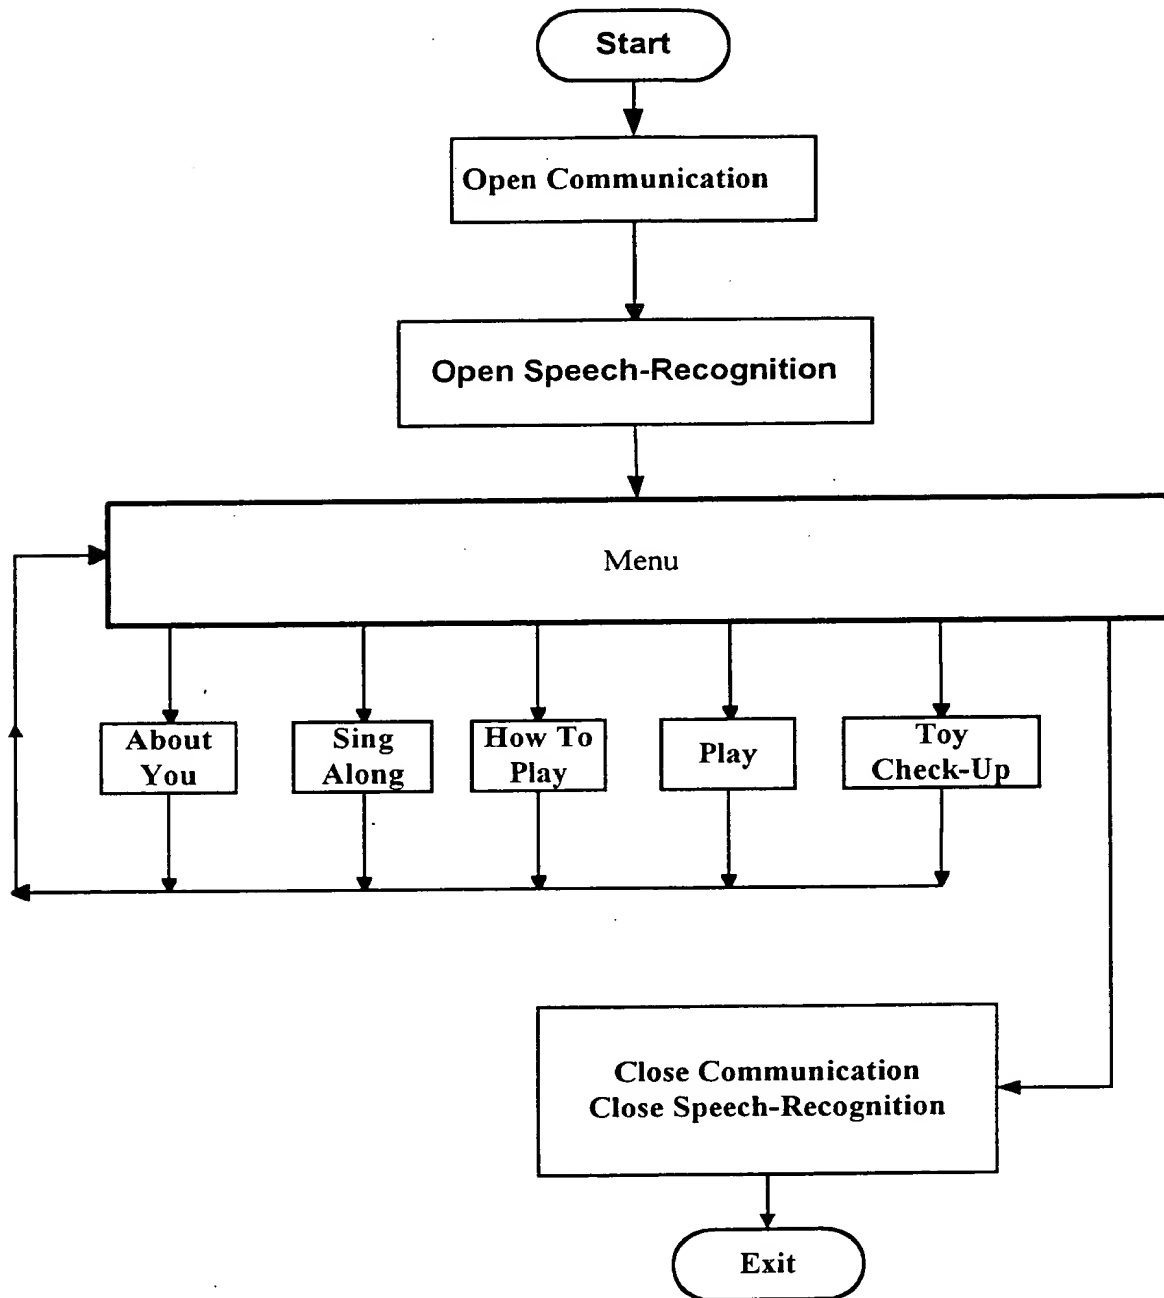 Start
Open Communication
Open Speech-Recognition
Menu
About
You
Sing
Along
How To
Play
Play
Toy
Check-Up
Close Communication
Close Speech-Recognition
Exit